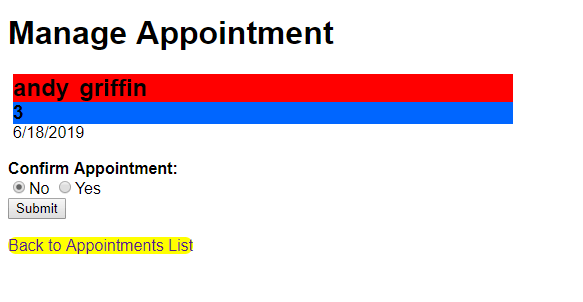 Manage Appointment
andy griffin
3
6/18/2019
Confirm Appointment:
No Yes
Submit
Back to Appointments List